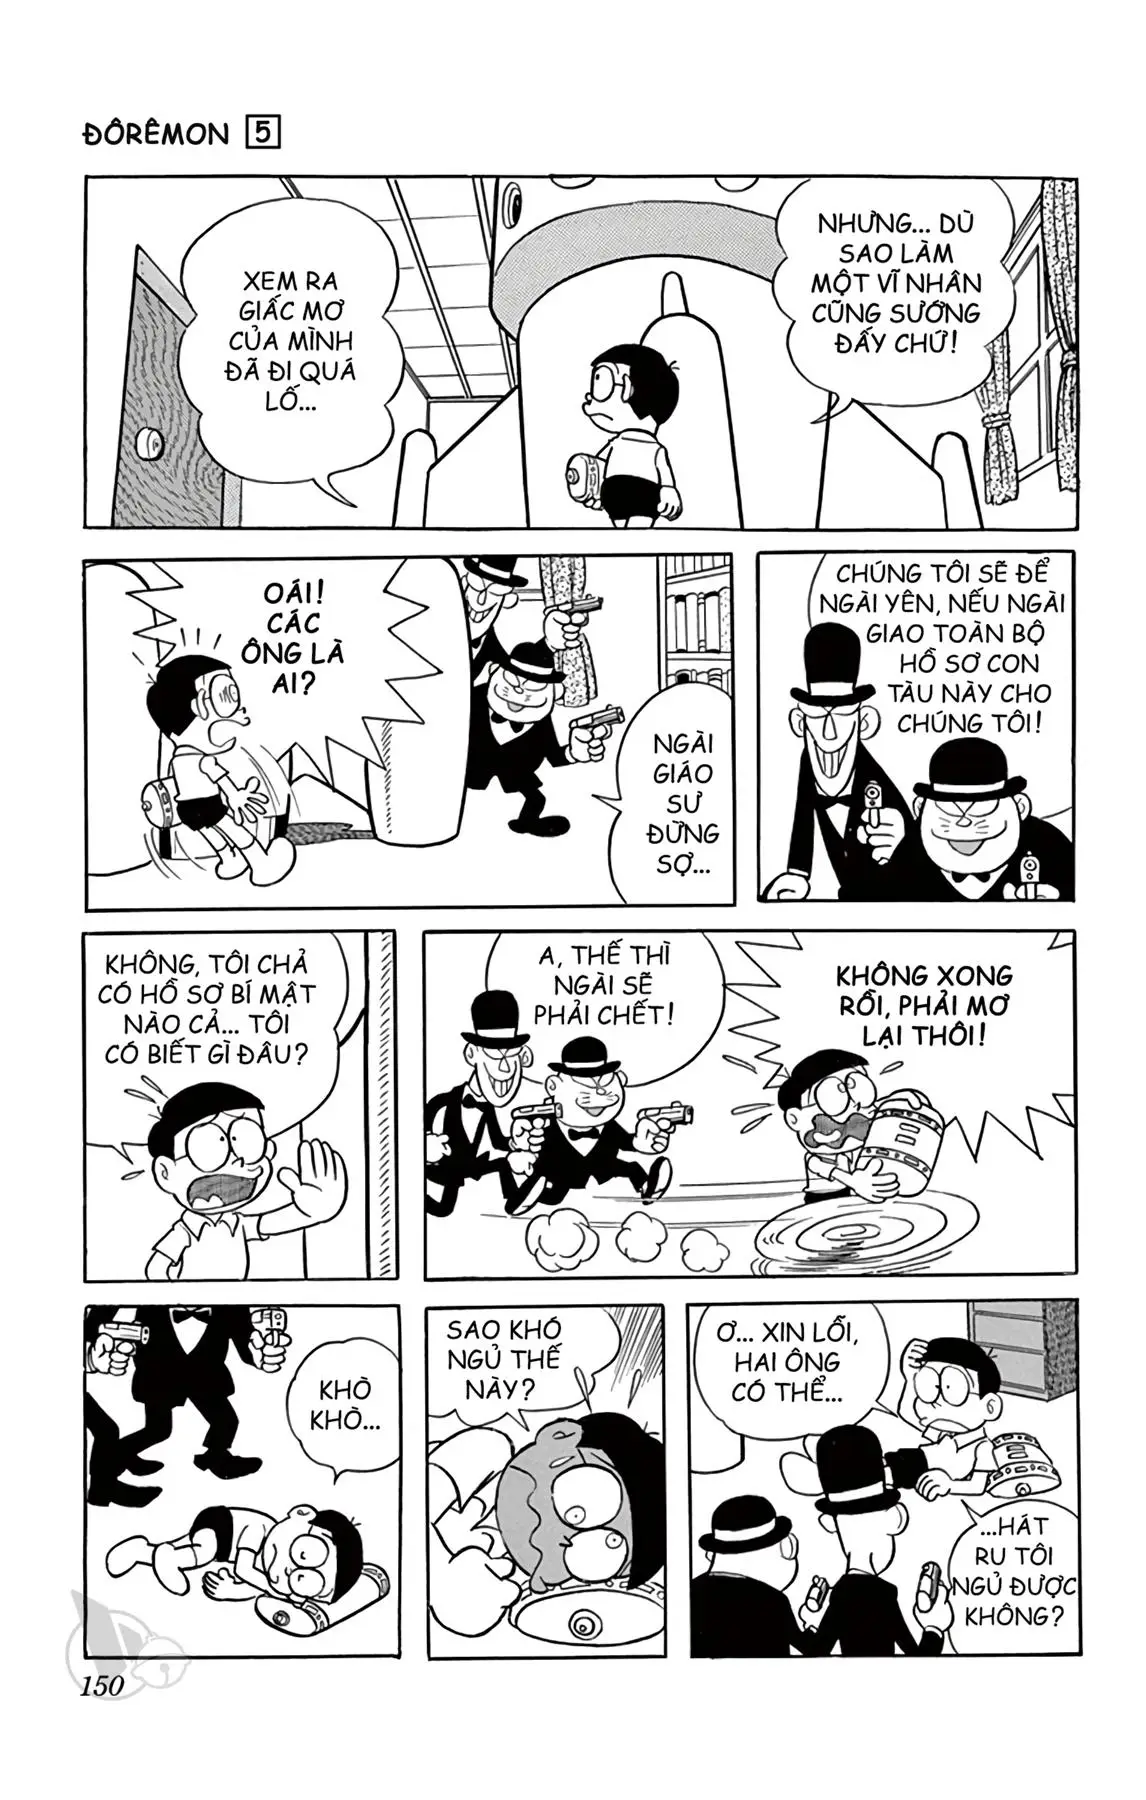 ĐÔRÊMON 5
XEM RA
GIẤC MƠ
CỦA MÌNH
ĐÃ ĐI QUÁ
LỐ...
NHƯNG... DÙ
SAO LÀM
MỘT VĨ NHÂN
CŨNG SƯỚNG
ĐẤY CHỨ!
OÁI!
CÁC
ÔNG LÀ
AI?
NGÀI
GIÁO
SƯ
ĐỪNG
SỢ...
CHÚNG TÔI SẼ ĐỂ
NGÀI YÊN, NẾU NGÀI
GIAO TOÀN BỘ
HỒ SƠ CON
TÀU NÀY CHO
CHÚNG TÔI!
KHÔNG, TÔI CHẢ
CÓ HỒ SƠ BÍ MẬT
NÀO CẢ... TÔI
CÓ BIẾT GÌ ĐÂU?
A, THẾ THÌ
NGÀI SẼ
PHẢI CHẾT!
KHÔNG XONG
RỒI, PHẢI MƠ
LẠI THÔI!
KHÒ
KHÒ...
SAO KHÓ
NGỦ THẾ
NÀY?
Ơ... XIN LỖI,
HAI ÔNG
CÓ THỂ...
...HÁT
RU TÔI
NGỦ ĐƯỢC
KHÔNG?
150